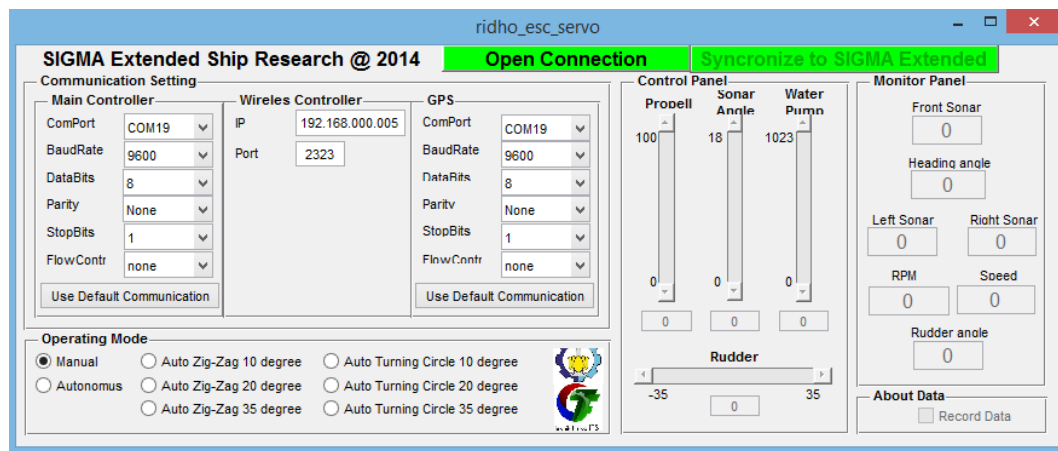 ridho_esc_servo
SIGMA Extended Ship Research @ 2014
Open Connection
Syncronize to SIGMA Extended
Communication Setting
Main Controller
ComPort COM19
BaudRate 9600
DataBits 8
Parity None
StopBits 1
FlowContr none
Use Default Communication
Wireles Controller
IP 192.168.000.005
Port 2323
GPS
ComPort COM19
BaudRate 9600
DataBits 8
Parity None
StopBits 1
FlowContr none
Use Default Communication
Operating Mode
Manual Auto Zig-Zag 10 degree Auto Turning Circle 10 degree
Autonomus Auto Zig-Zag 20 degree Auto Turning Circle 20 degree
Auto Zig-Zag 35 degree Auto Turning Circle 35 degree
Control Panel
Propell
100
0
0
Sonar
Angle
18
0
0
Water
Pump
1023
0
0
Rudder
-35 35
0
Monitor Panel
Front Sonar
0
Heading angle
0
Left Sonar Right Sonar
0 0
RPM Speed
0 0
Rudder angle
0
About Data
Record Data